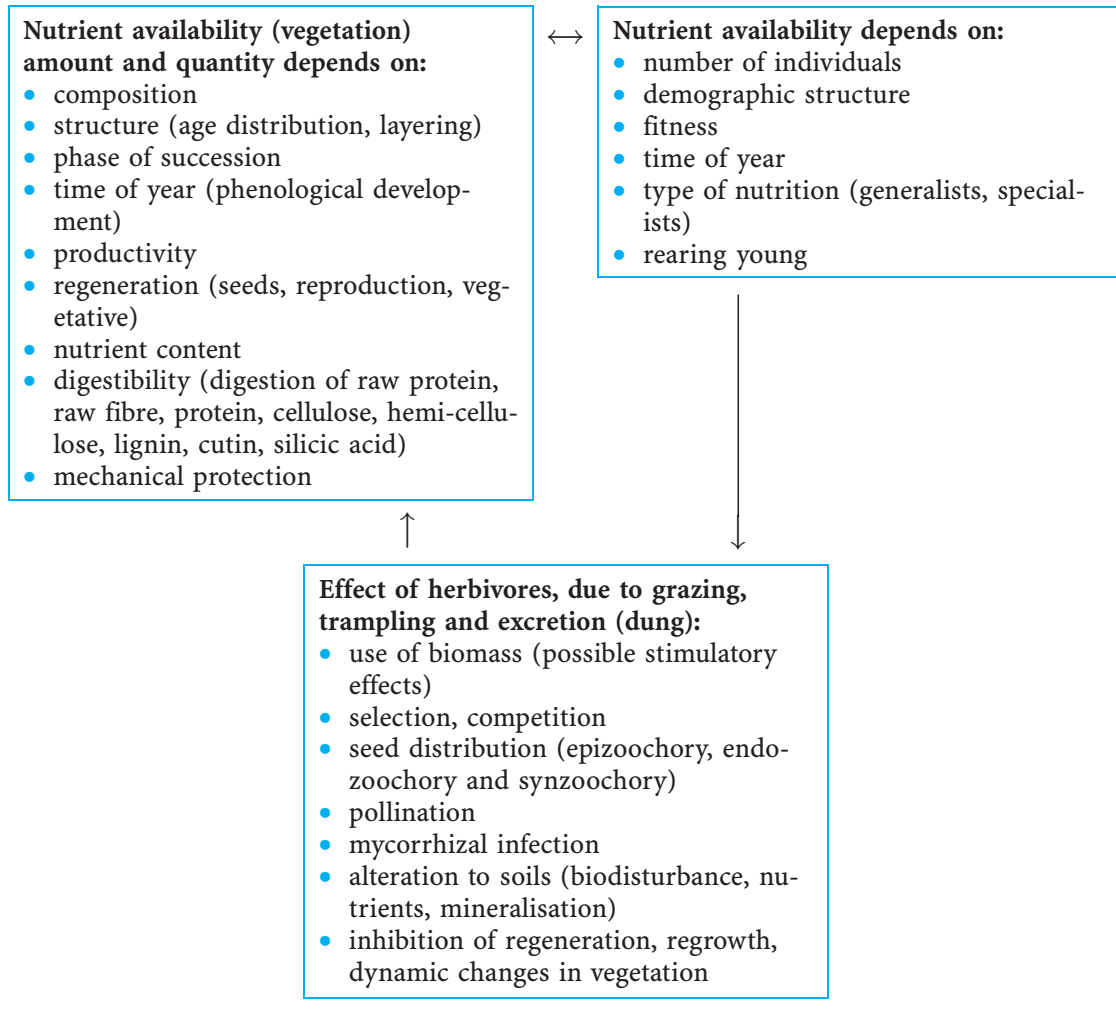 Nutrient availability (vegetation)
amount and quantity depends on:
• composition
• structure (age distribution, layering)
• phase of succession
• time of year (phenological develop-
ment)
• productivity
• regeneration (seeds, reproduction, veg-
etative)
• nutrient content
• digestibility (digestion of raw protein,
raw fibre, protein, cellulose, hemi-cellu-
lose, lignin, cutin, silicic acid)
• mechanical protection
↔
Nutrient availability depends on:
• number of individuals
• demographic structure
• fitness
• time of year
• type of nutrition (generalists, special-
ists)
• rearing young
Effect of herbivores, due to grazing,
trampling and excretion (dung):
• use of biomass (possible stimulatory
effects)
• selection, competition
• seed distribution (epizoochory, endo-
zoochory and synzoochory)
• pollination
• mycorrhizal infection
• alteration to soils (biodisturbance, nu-
trients, mineralisation)
• inhibition of regeneration, regrowth,
dynamic changes in vegetation